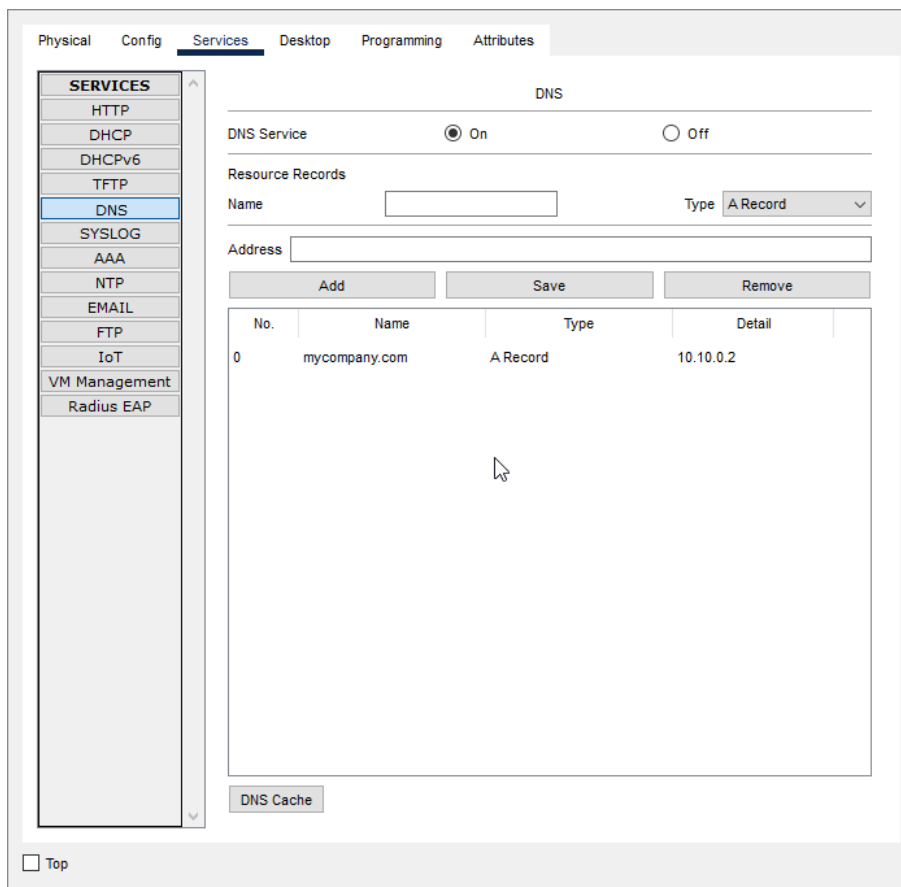 Physical Config Services Desktop Programming Attributes
SERVICES
HTTP
DHCP
DHCPv6
TFTP
DNS
SYSLOG
AAA
NTP
EMAIL
FTP
IoT
VM Management
Radius EAP
DNS
DNS Service On Off
Resource Records
Name Type A Record
Address
Add Save Remove
No. Name Type Detail
0 mycompany.com A Record 10.10.0.2
DNS Cache
Top